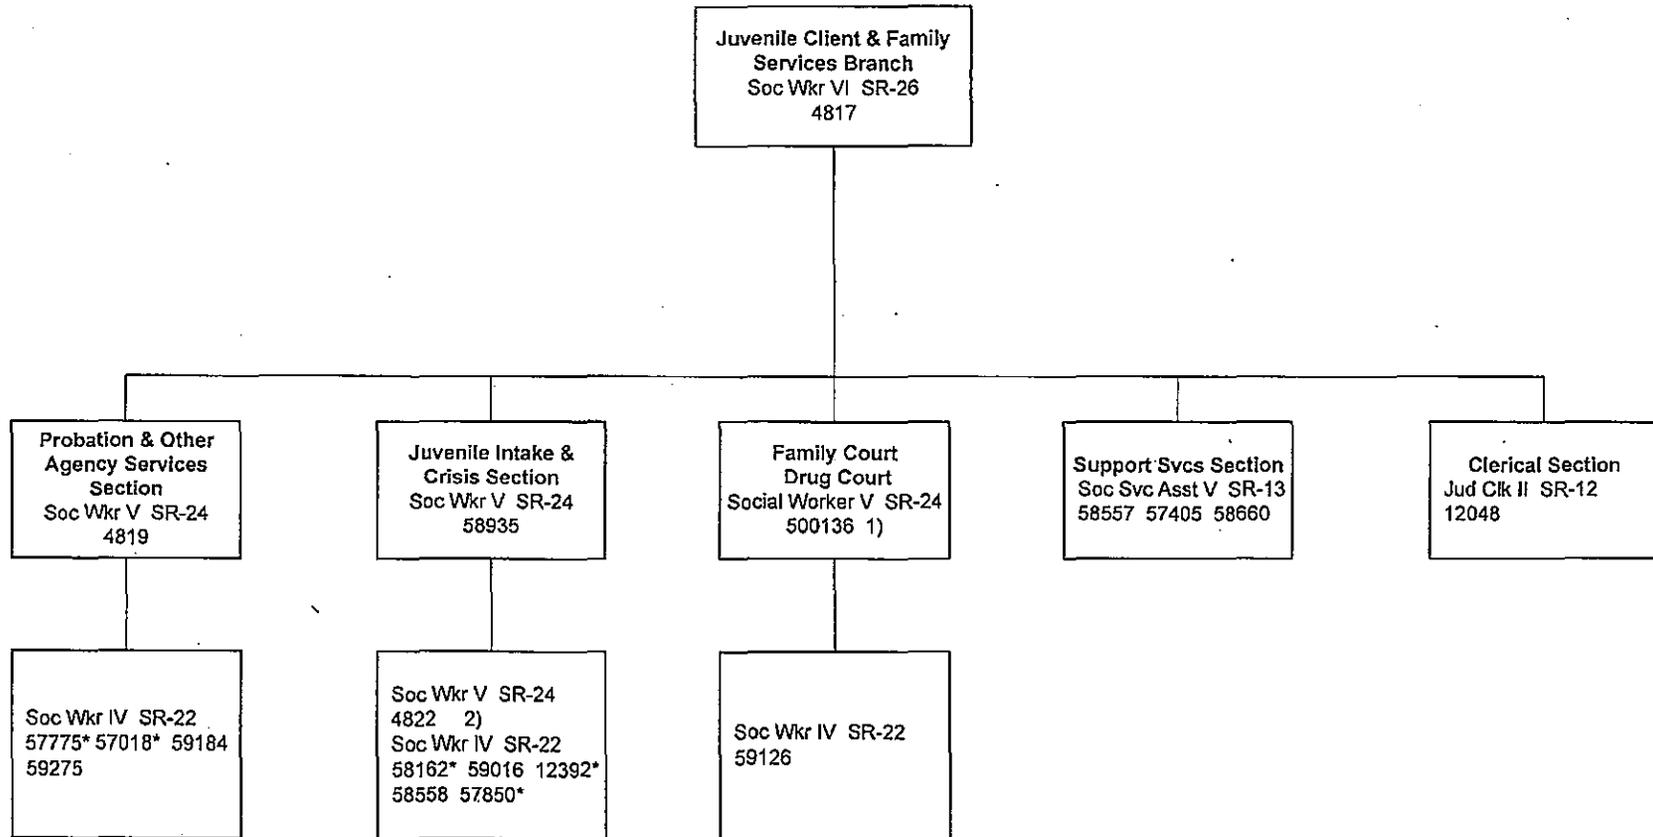 Juvenile Client & Family
Services Branch
Soc Wkr VI SR-26
4817
Probation & Other
Agency Services
Section
Soc Wkr V SR-24
4819
Juvenile Intake &
Crisis Section
Soc Wkr V SR-24
58935
Family Court
Drug Court
Social Worker V SR-24
500136 1)
Support Svcs Section
Soc Svc Asst V SR-13
58557 57405 58660
Clerical Section
Jud Clk II SR-12
12048
Soc Wkr IV SR-22
57775* 57018* 59184
59275
Soc Wkr V SR-24
4822 2)
Soc Wkr IV SR-22
58162* 59016 12392*
58558 57850*
Soc Wkr IV SR-22
59126